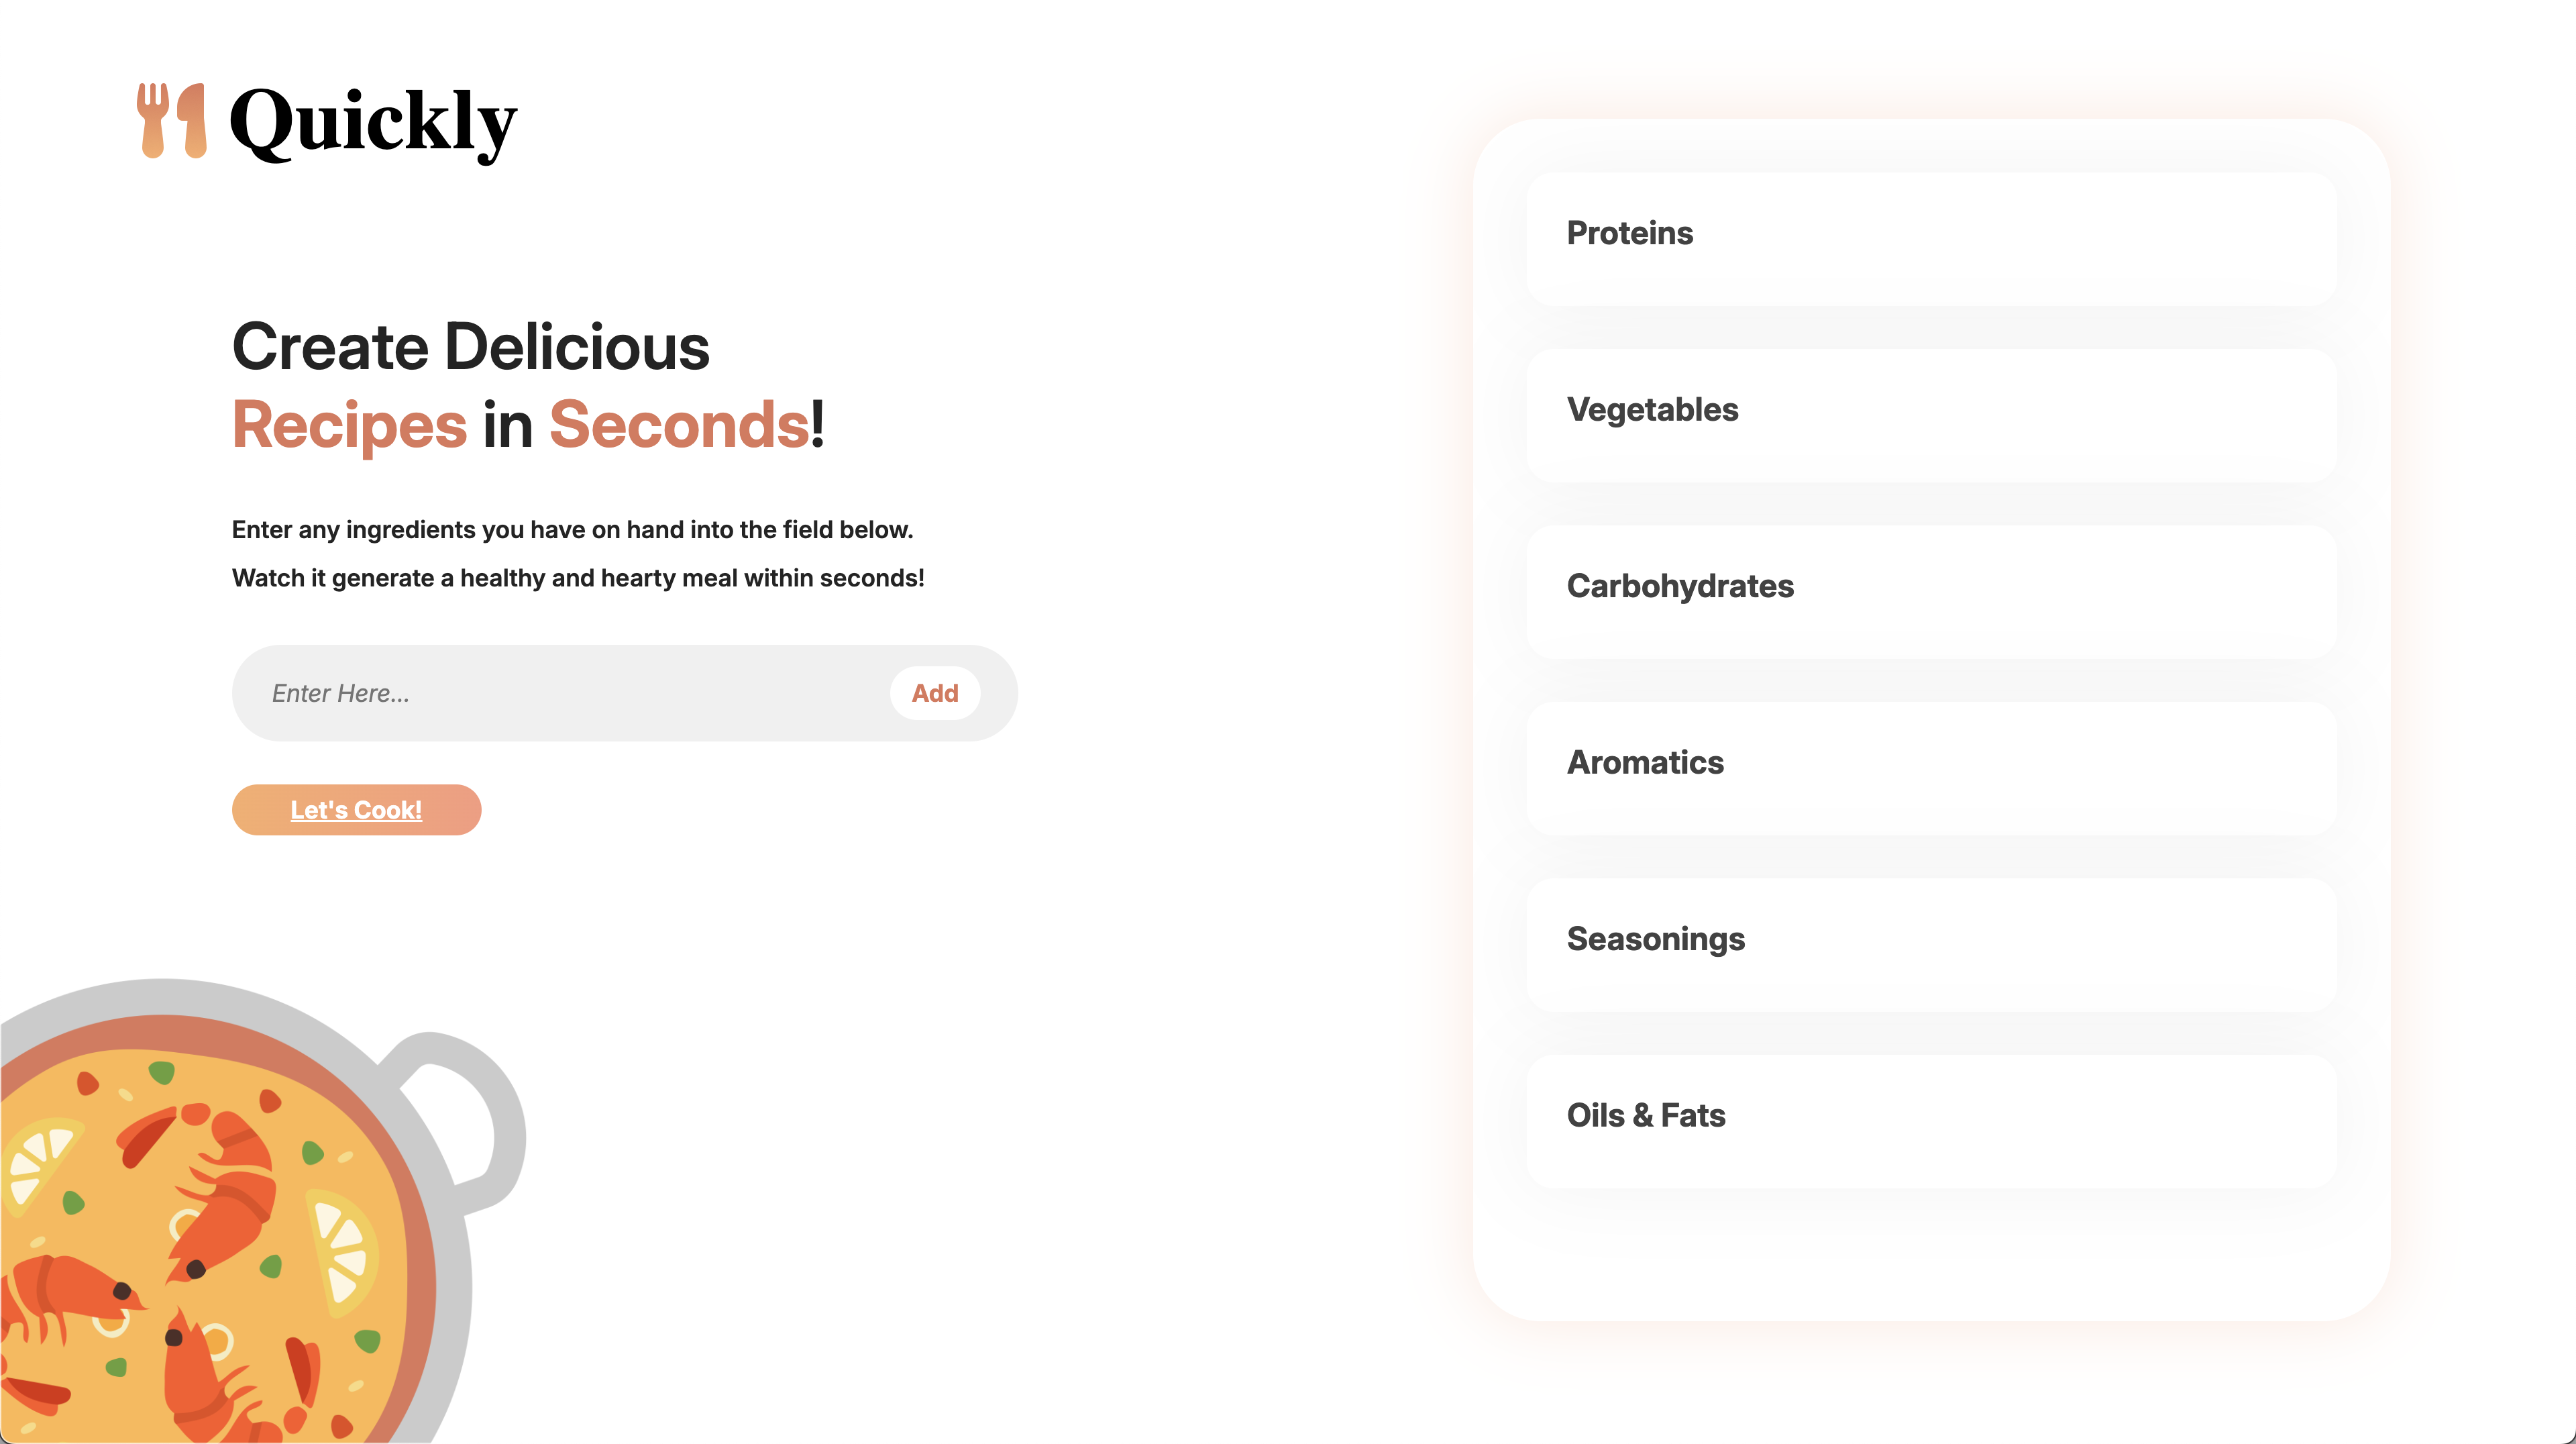 Quickly
Create Delicious
Recipes in Seconds!
Enter any ingredients you have on hand into the field below.
Watch it generate a healthy and hearty meal within seconds!
Enter Here...
Add
Let's Cook!
Proteins
Vegetables
Carbohydrates
Aromatics
Seasonings
Oils & Fats